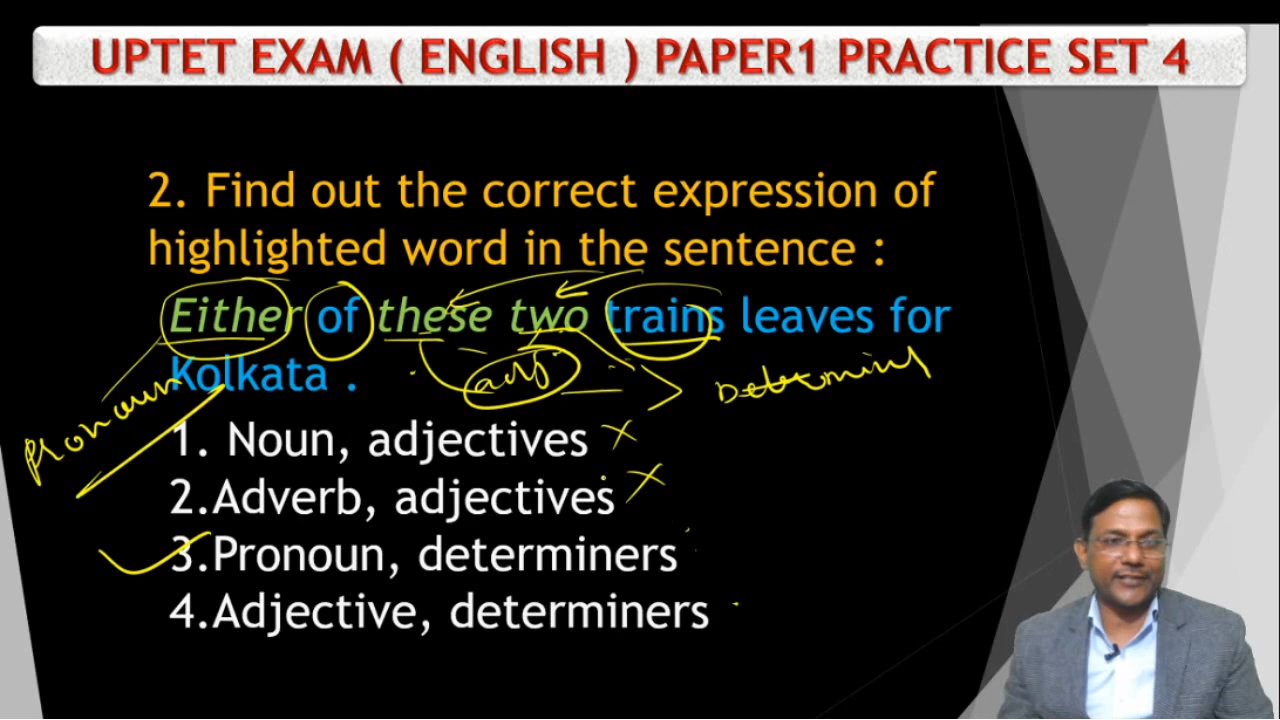 UPTET EXAM ( ENGLISH ) PAPER1 PRACTICE SET 4
2. Find out the correct expression of
highlighted word in the sentence :
Either of these two trains leaves for
Kolkata .
adj
Pronoun
1. Noun, adjectives
2.Adverb, adjectives
3.Pronoun, determiners
4.Adjective, determiners